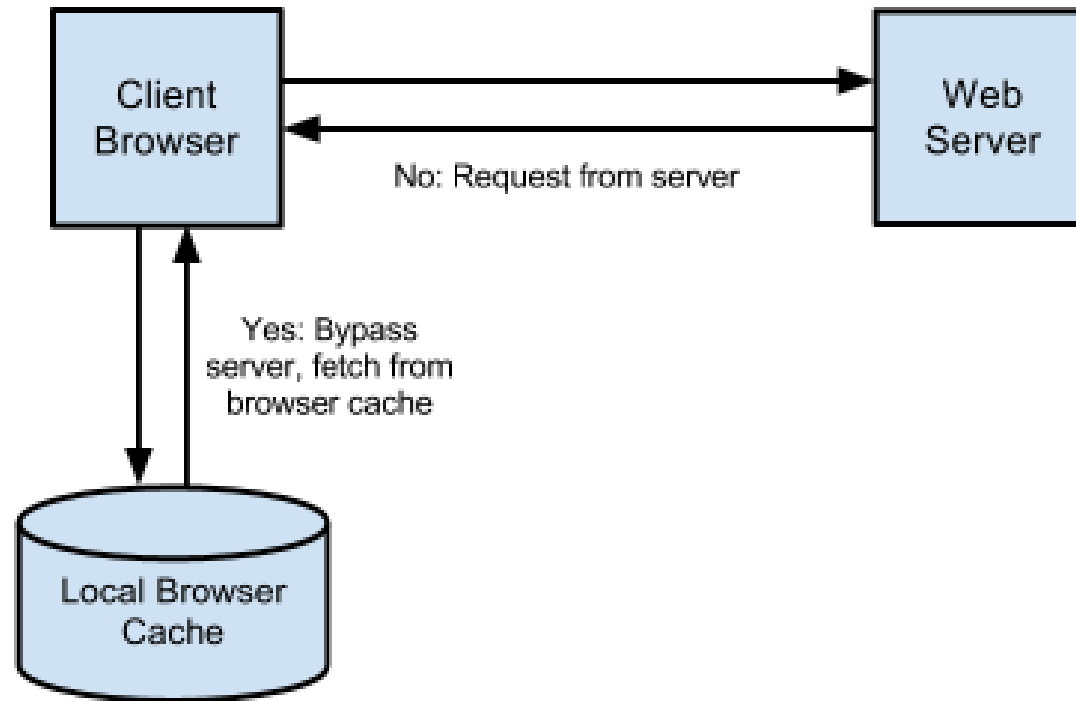 Client
Browser
Web
Server
No: Request from server
Yes: Bypass
server, fetch from
browser cache
Local Browser
Cache